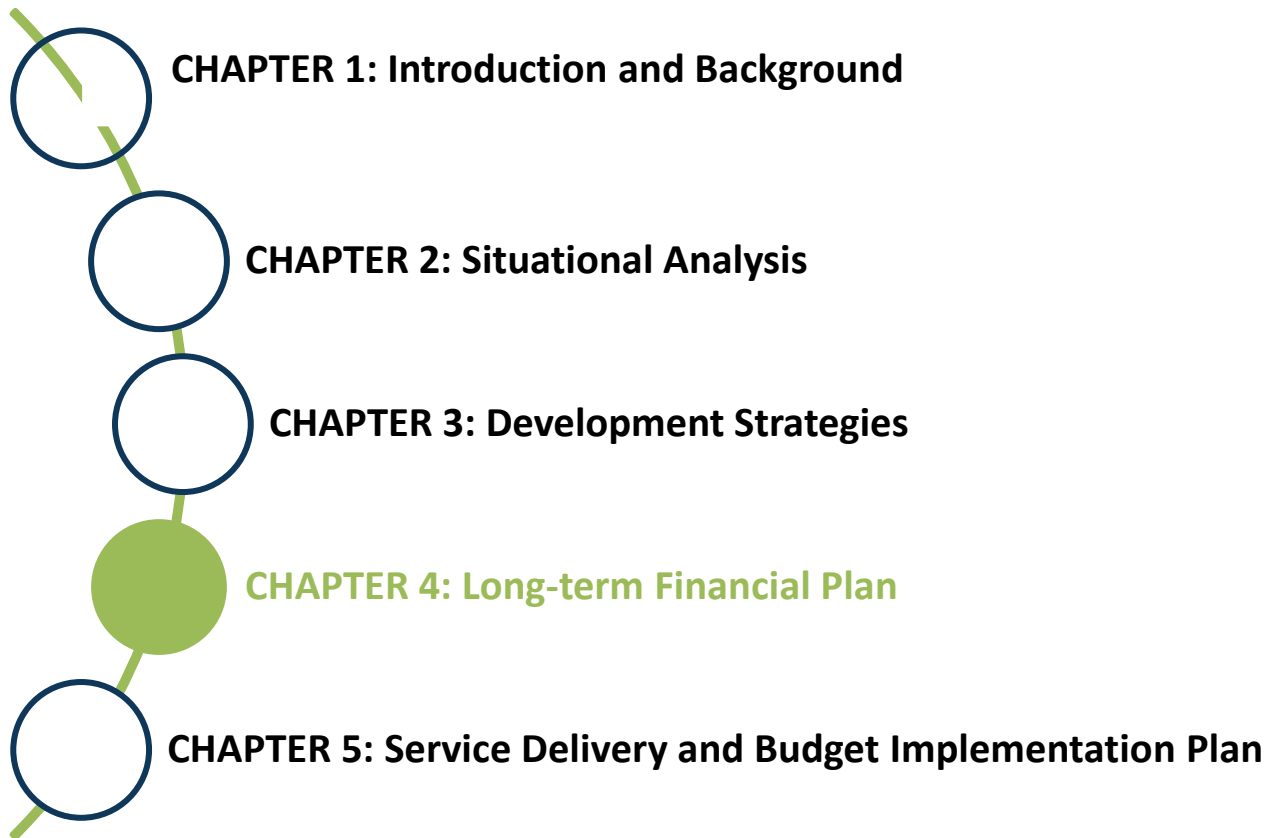 CHAPTER 1: Introduction and Background
CHAPTER 2: Situational Analysis
CHAPTER 3: Development Strategies
CHAPTER 4: Long-term Financial Plan
CHAPTER 5: Service Delivery and Budget Implementation Plan